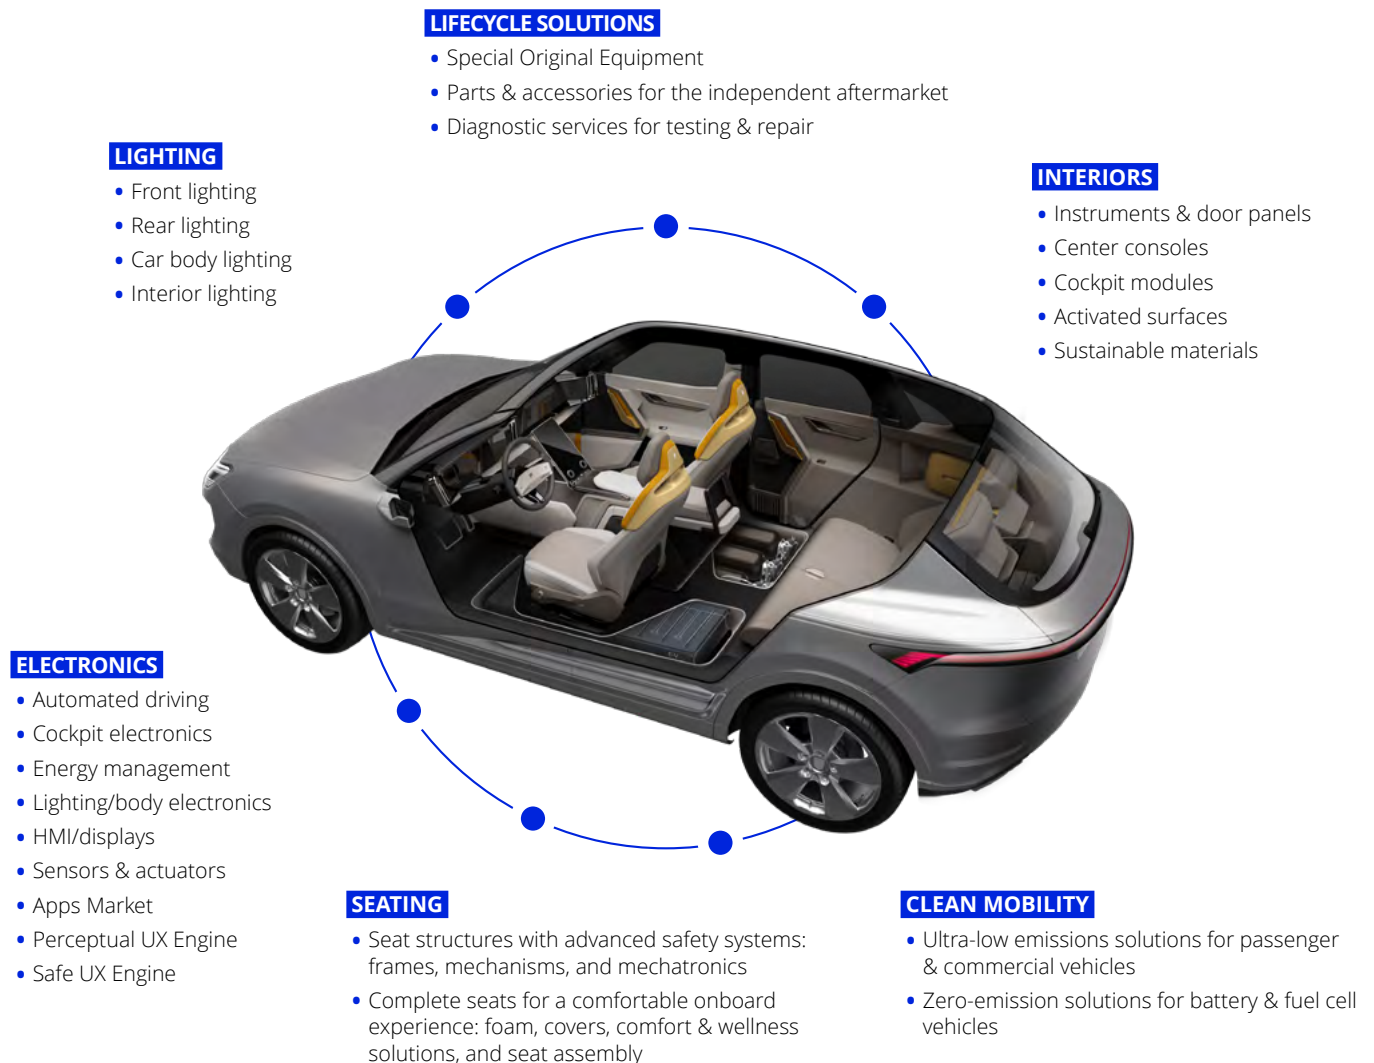 LIFECYCLE SOLUTIONS
• Special Original Equipment
• Parts & accessories for the independent aftermarket
• Diagnostic services for testing & repair
LIGHTING
• Front lighting
• Rear lighting
• Car body lighting
• Interior lighting
INTERIORS
• Instruments & door panels
• Center consoles
• Cockpit modules
• Activated surfaces
• Sustainable materials
ELECTRONICS
• Automated driving
• Cockpit electronics
• Energy management
• Lighting/body electronics
• HMI/displays
• Sensors & actuators
• Apps Market
• Perceptual UX Engine
• Safe UX Engine
SEATING
• Seat structures with advanced safety systems:
frames, mechanisms, and mechatronics
• Complete seats for a comfortable onboard
experience: foam, covers, comfort & wellness
solutions, and seat assembly
CLEAN MOBILITY
• Ultra-low emissions solutions for passenger
& commercial vehicles
• Zero-emission solutions for battery & fuel cell
vehicles